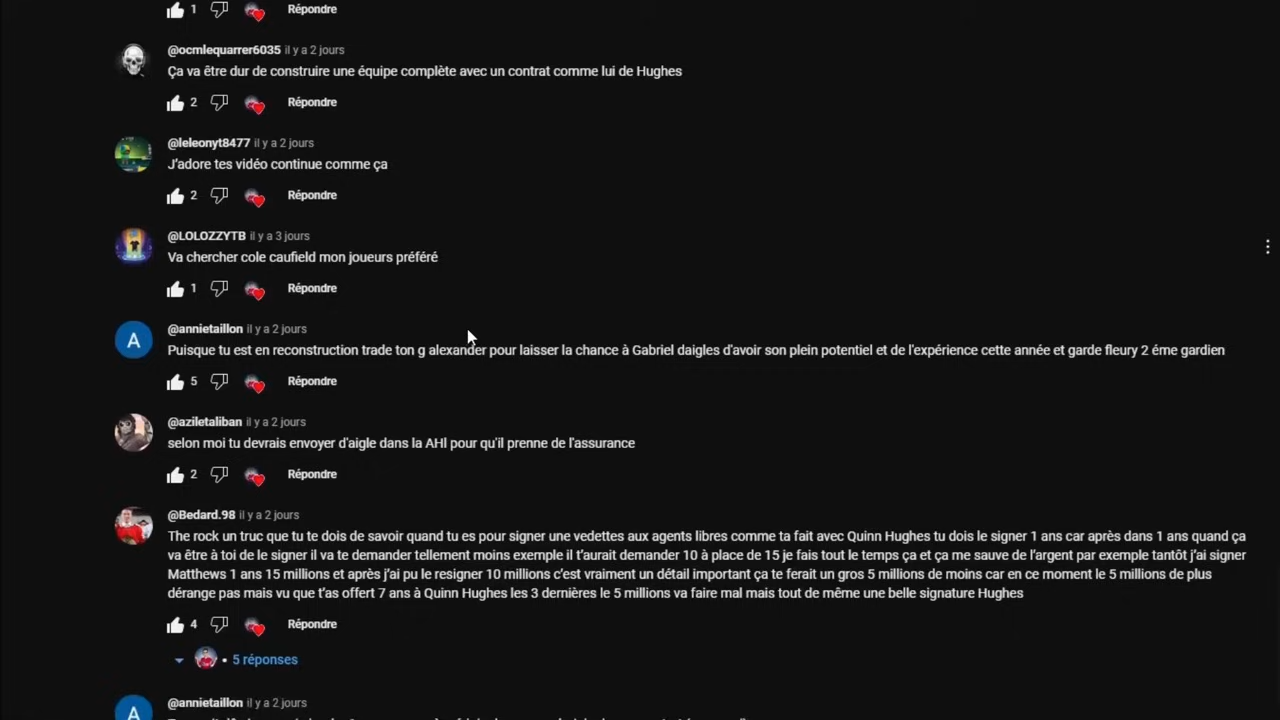 1 Répondre
@ocmlequarrer6035 il y a 2 jours
Ça va être dur de construire une équipe complète avec un contrat comme lui de Hughes
2 Répondre
@leleonyt8477 il y a 2 jours
J'adore tes vidéo continue comme ça
2 Répondre
@LOLOZZYTB il y a 3 jours
Va chercher cole caufield mon joueurs préféré
1 Répondre
A
@annietaillon il y a 2 jours
Puisque tu est en reconstruction trade ton g alexander pour laisser la chance à Gabriel daigles d'avoir son plein potentiel et de l'expérience cette année et garde fleury 2 éme gardien
5 Répondre
@aziletaliban il y a 2 jours
selon moi tu devrais envoyer d'aigle dans la AHl pour qu'il prenne de l'assurance
2 Répondre
@Bedard.98 il y a 2 jours
The rock un truc que tu te dois de savoir quand tu es pour signer une vedettes aux agents libres comme ta fait avec Quinn Hughes tu dois le signer 1 ans car après dans 1 ans quand ça
va être à toi de le signer il va te demander tellement moins exemple il t'aurait demander 10 à place de 15 je fais tout le temps ça et ça me sauve de l'argent par exemple tantôt j'ai signer
Matthews 1 ans 15 millions et après j'ai pu le resigner 10 millions c'est vraiment un détail important ça te ferait un gros 5 millions de moins car en ce moment le 5 millions de plus
dérange pas mais vu que t'as offert 7 ans à Quinn Hughes les 3 dernières le 5 millions va faire mal mais tout de même une belle signature Hughes
4 Répondre
5 réponses
A
@annietaillon il y a 2 jours